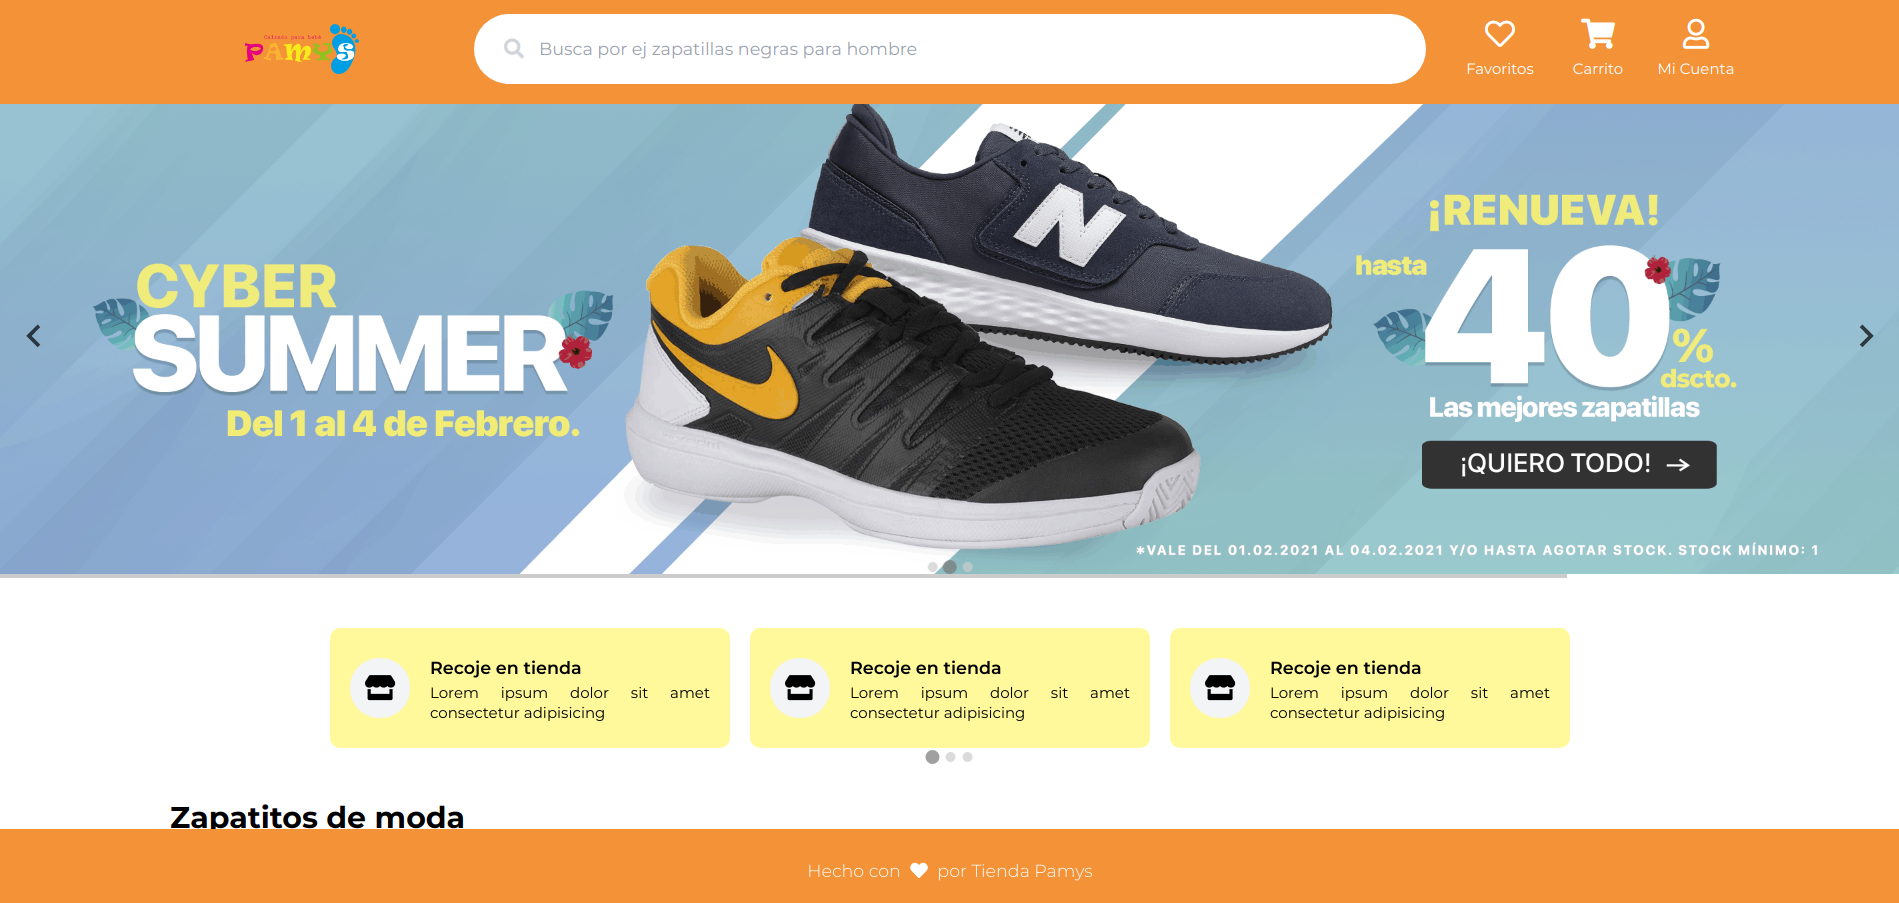 Calzado para bebé
PAMYS
Busca por ej zapatillas negras para hombre
Favoritos
Carrito
Mi Cuenta
CYBER
SUMMER
Del 1 al 4 de Febrero.
N
¡RENUEVA!
hasta
40
%
dscto.
Las mejores zapatillas
¡QUIERO TODO! →
*VALE DEL 01.02.2021 AL 04.02.2021 Y/O HASTA AGOTAR STOCK. STOCK MÍNIMO: 1
Recoje en tienda
Lorem ipsum dolor sit amet
consectetur adipisicing
Recoje en tienda
Lorem ipsum dolor sit amet
consectetur adipisicing
Recoje en tienda
Lorem ipsum dolor sit amet
consectetur adipisicing
Zapatitos de moda
Hecho con ♥ por Tienda Pamys